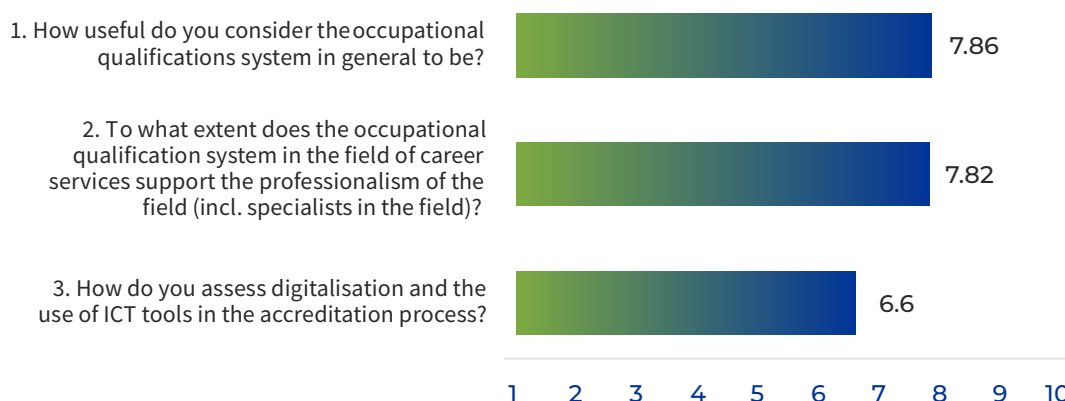 1. How useful do you consider the occupational
qualifications system in general to be?
7.86
2. To what extent does the occupational
qualification system in the field of career
services support the professionalism of the
field (incl. specialists in the field)?
7.82
3. How do you assess digitalisation and the
use of ICT tools in the accreditation process?
6.6
1 2 3 4 5 6 7 8 9 10